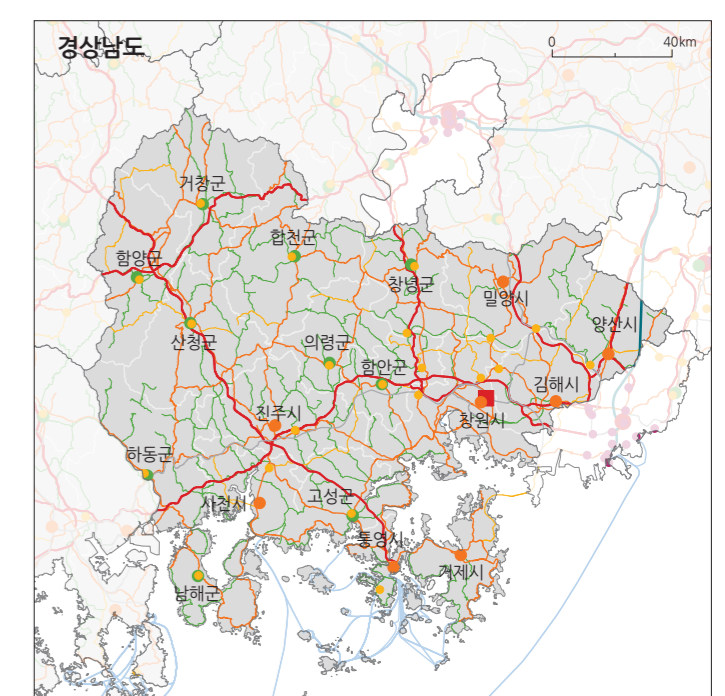 경상남도
0 40km
거창군
합천군
함양군
창녕군
밀양시
양산시
산청군
의령군
함안군
김해시
진주시
창원시
하동군
사천시
고성군
통영시
거제시
남해군